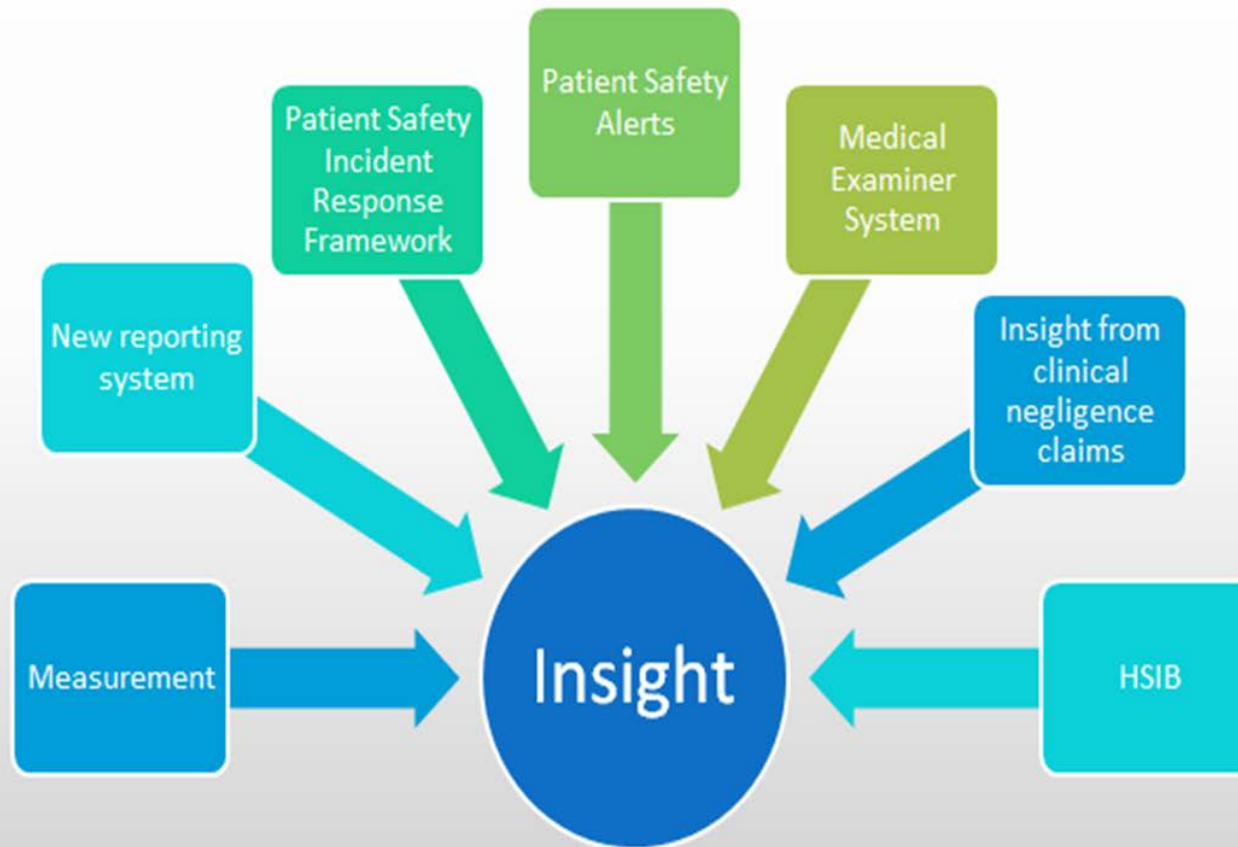 Measurement
New reporting
system
Patient Safety
Incident
Response
Framework
Patient Safety
Alerts
Medical
Examiner
System
Insight from
clinical
negligence
claims
HSIB
Insight